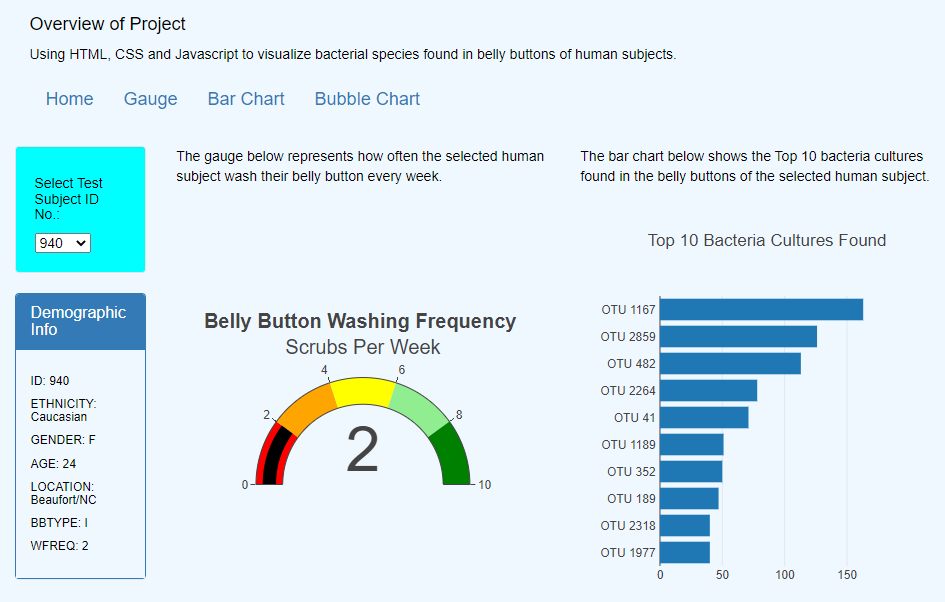 Overview of Project
Using HTML, CSS and Javascript to visualize bacterial species found in belly buttons of human subjects.
Home Gauge Bar Chart Bubble Chart
Select Test
Subject ID
No.:
940
Demographic
Info
ID: 940
ETHNICITY:
Caucasian
GENDER: F
AGE: 24
LOCATION:
Beaufort/NC
BBTYPE: I
WFREQ: 2
The gauge below represents how often the selected human
subject wash their belly button every week.
Belly Button Washing Frequency
Scrubs Per Week
0
2
4
6
8
10
2
The bar chart below shows the Top 10 bacteria cultures
found in the belly buttons of the selected human subject.
Top 10 Bacteria Cultures Found
OTU 1167
OTU 2859
OTU 482
OTU 2264
OTU 41
OTU 1189
OTU 352
OTU 189
OTU 2318
OTU 1977
0 50 100 150